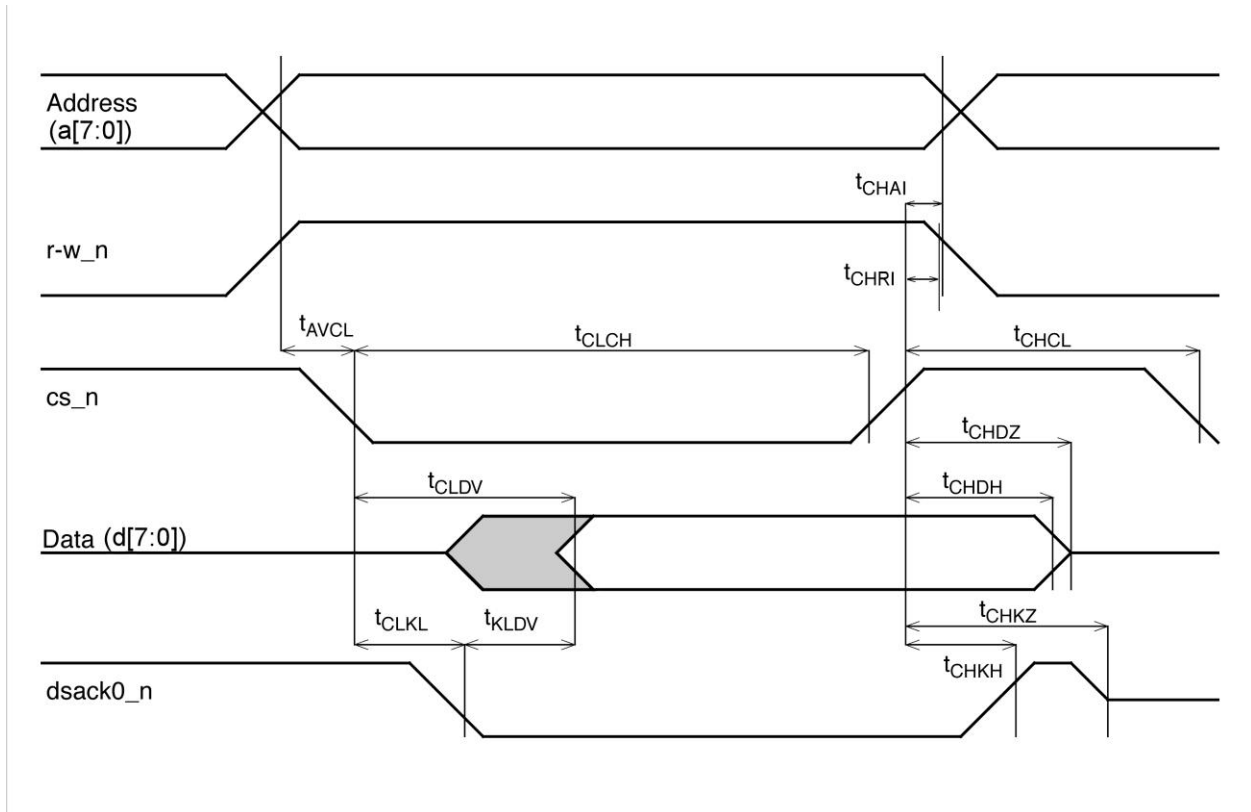 Address
(a[7:0])
tCHAI
r-w_n
tCHRI
tAVCL
tCLCH
tCHCL
cs_n
tCHDZ
tCLDV
tCHDH
Data (d[7:0])
tCLKL
tKLDV
tCHKZ
tCHKH
dsack0_n